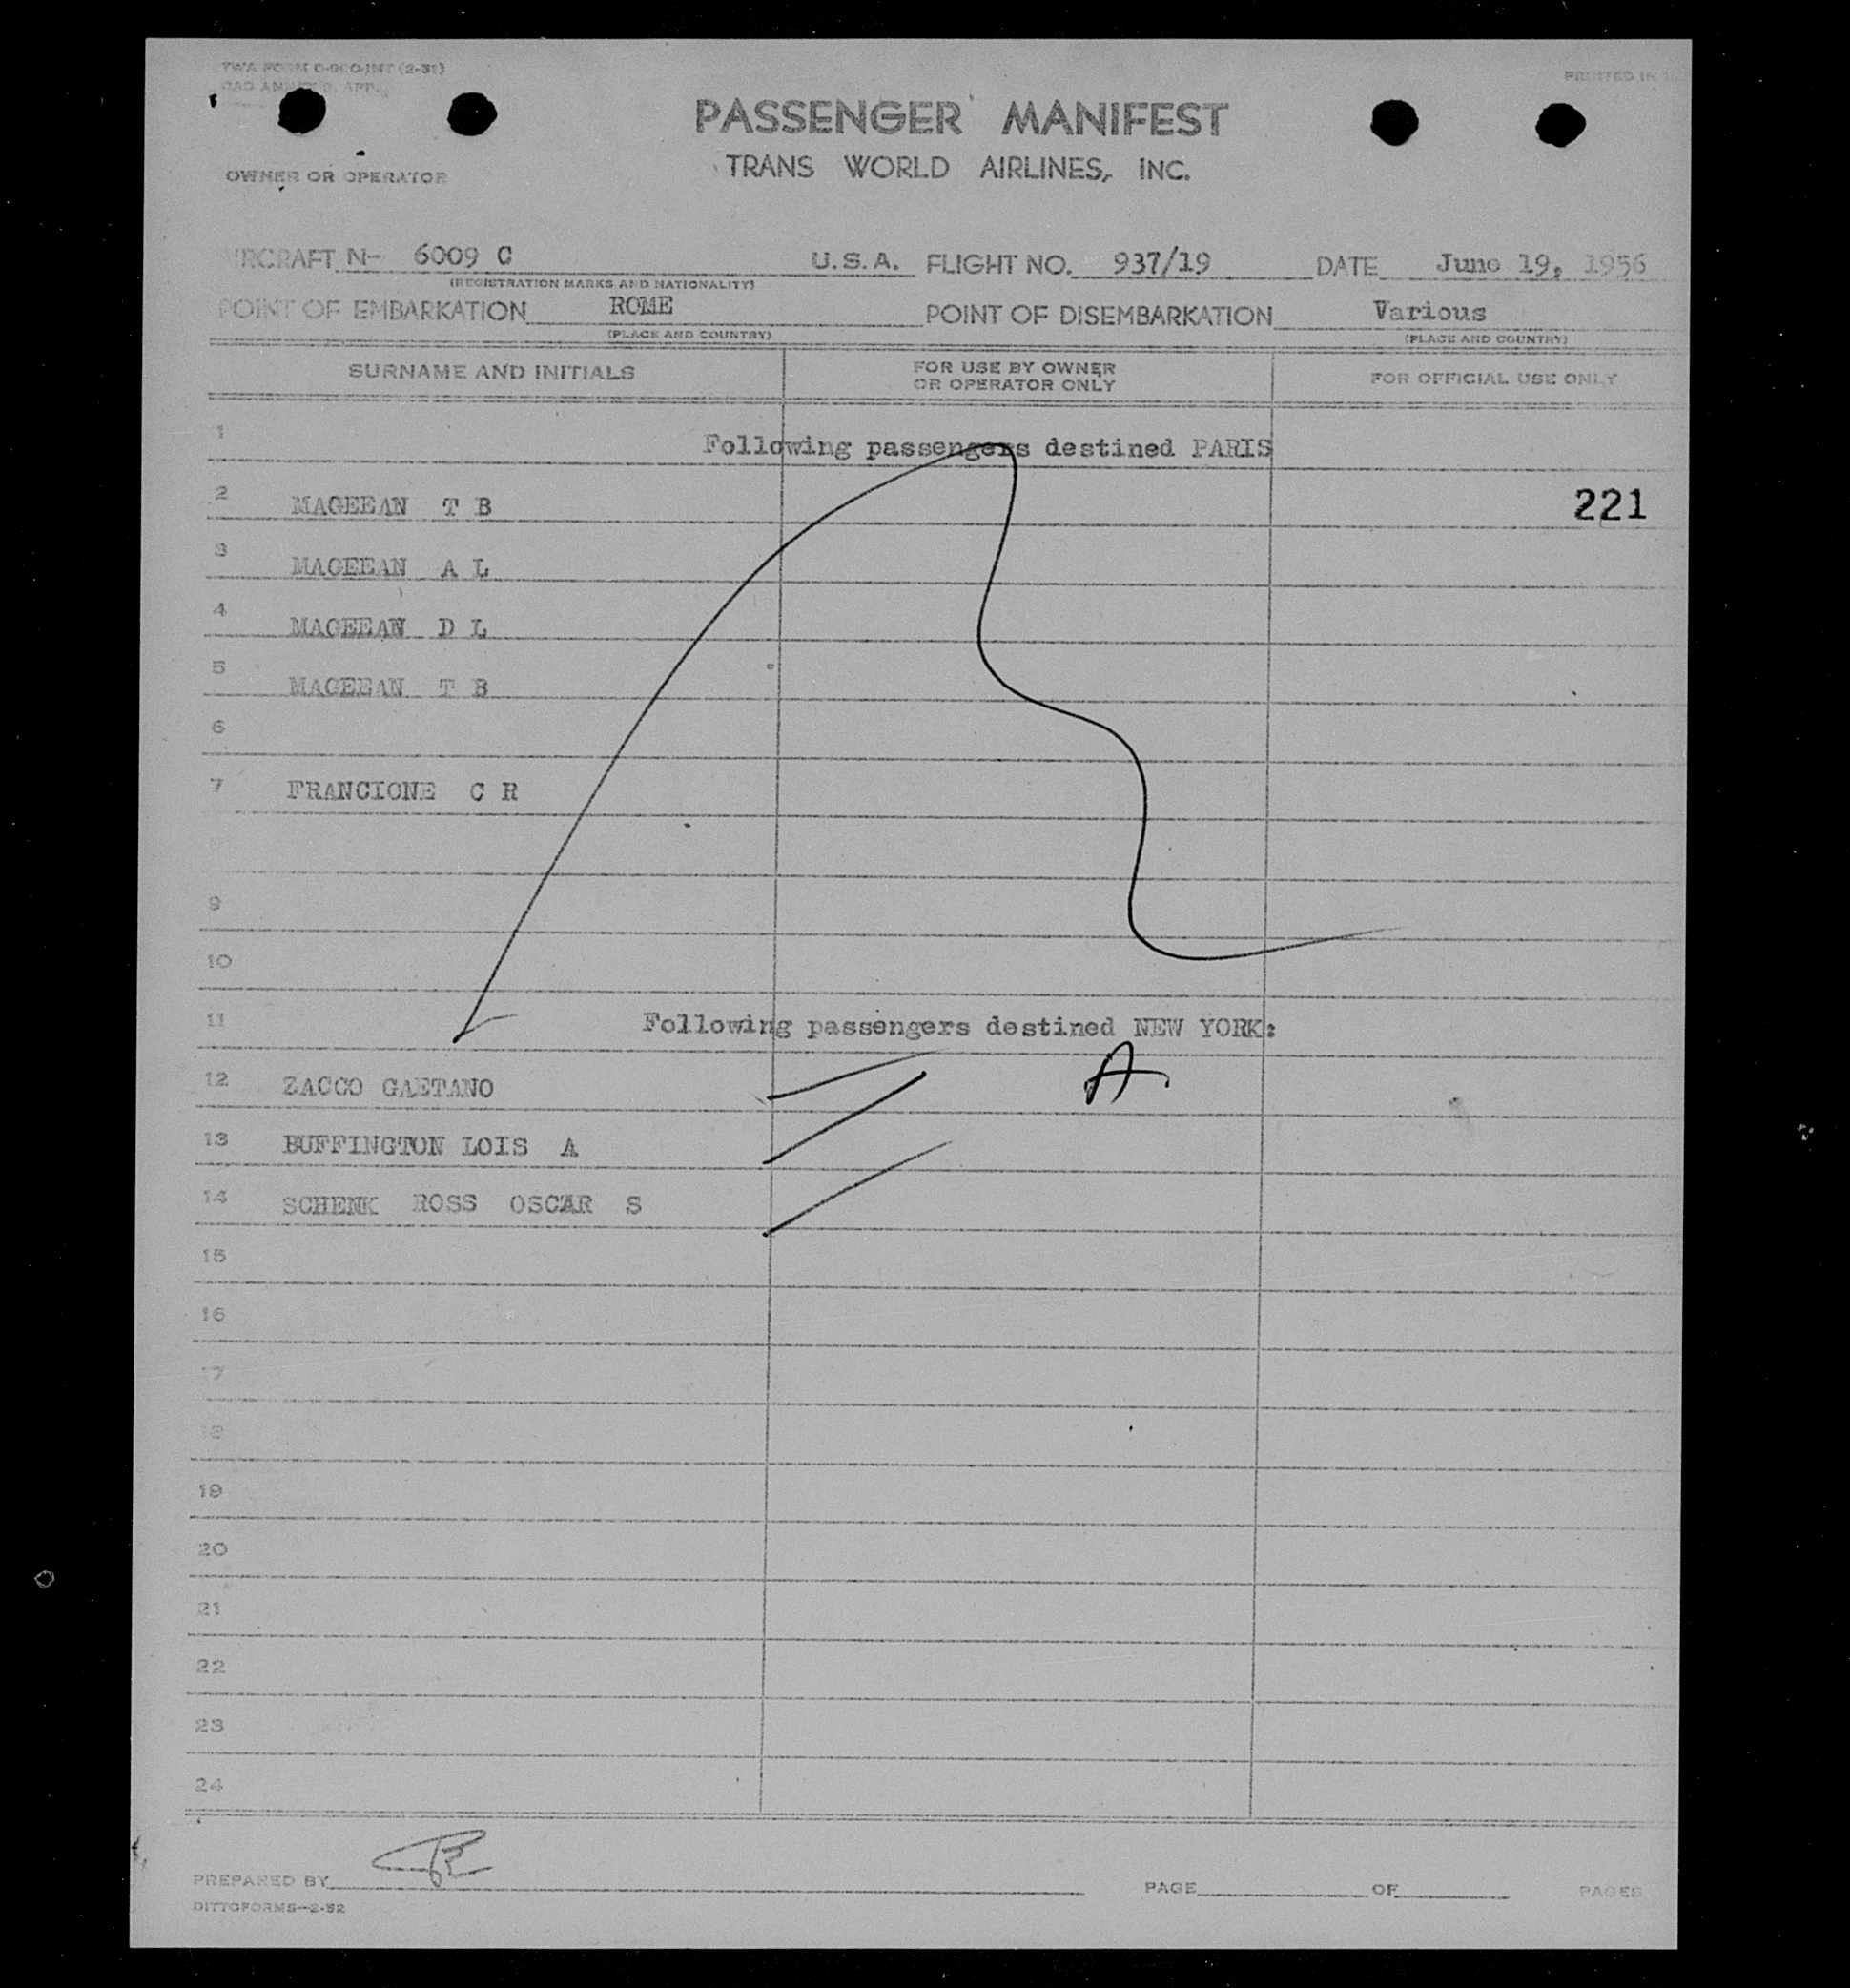 TWA FORM
PRINTED IN
PASSENGER MANIFEST
TRANS WORLD AIRLINES, INC.
OWNER OR OPERATOR
AIRCRAFT N- 6009 C U.S.A. FLIGHT NO. 937/19 DATE June 19, 1956
(REGISTRATION MARKS AND NATIONALITY)
POINT OF EMBARKATION ROME POINT OF DISEMBARKATION Various
(PLACE AND COUNTRY) (PLACE AND COUNTRY)
SURNAME AND INITIALS FOR USE BY OWNER OR OPERATOR ONLY FOR OFFICIAL USE ONLY
1 Following passengers destined PARIS
2 MAGEEAN T B 221
3 MAGEEAN A L
4 MAGEEAN D L
5 MAGEEAN T B
6
7 FRANCIONE C R
9
10
11 Following passengers destined NEW YORK:
12 ZACCO GAETANO A
13 BUFFINGTON LOIS A
14 SCHENK ROSS OSCAR S
15
16
17
18
19
20
21
22
23
24
PREPARED BY PAGE OF PAGES
DITTOFORMS—2-52